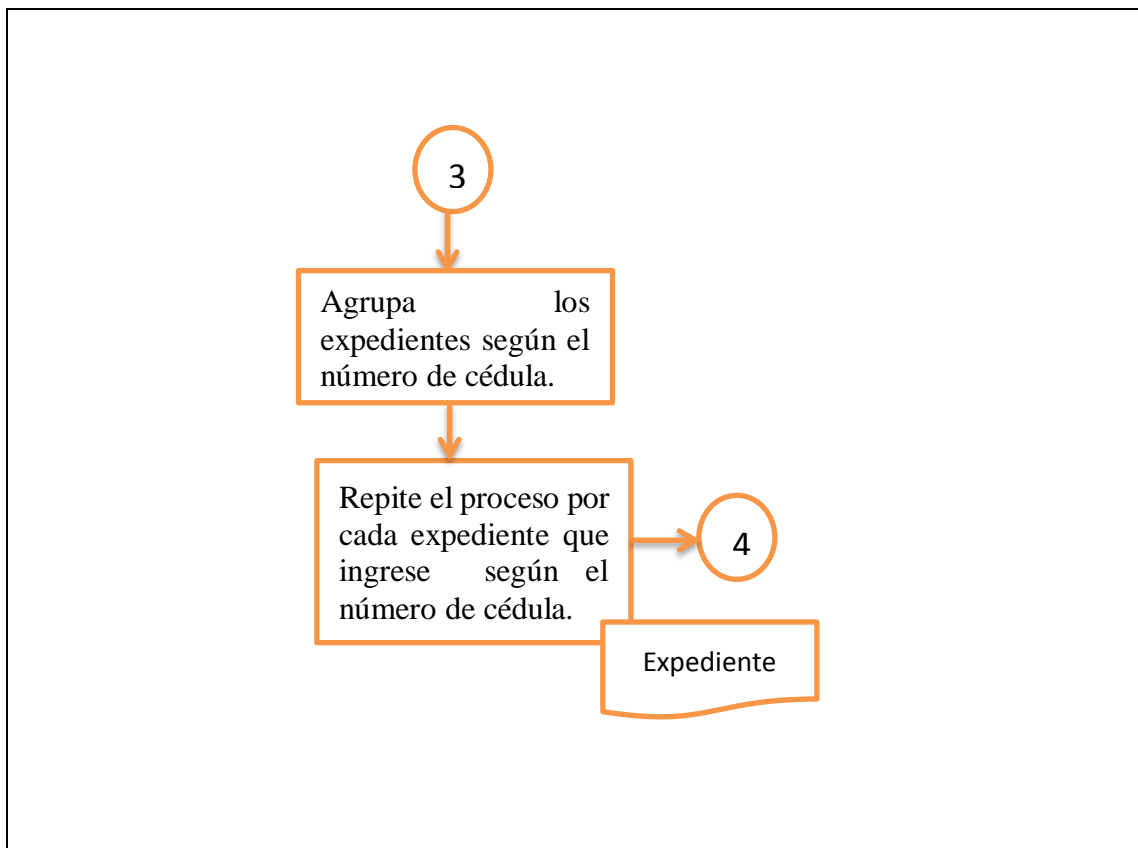 3
Agrupa los
expedientes según el
número de cédula.
Repite el proceso por
cada expediente que
ingrese según el
número de cédula.
4
Expediente